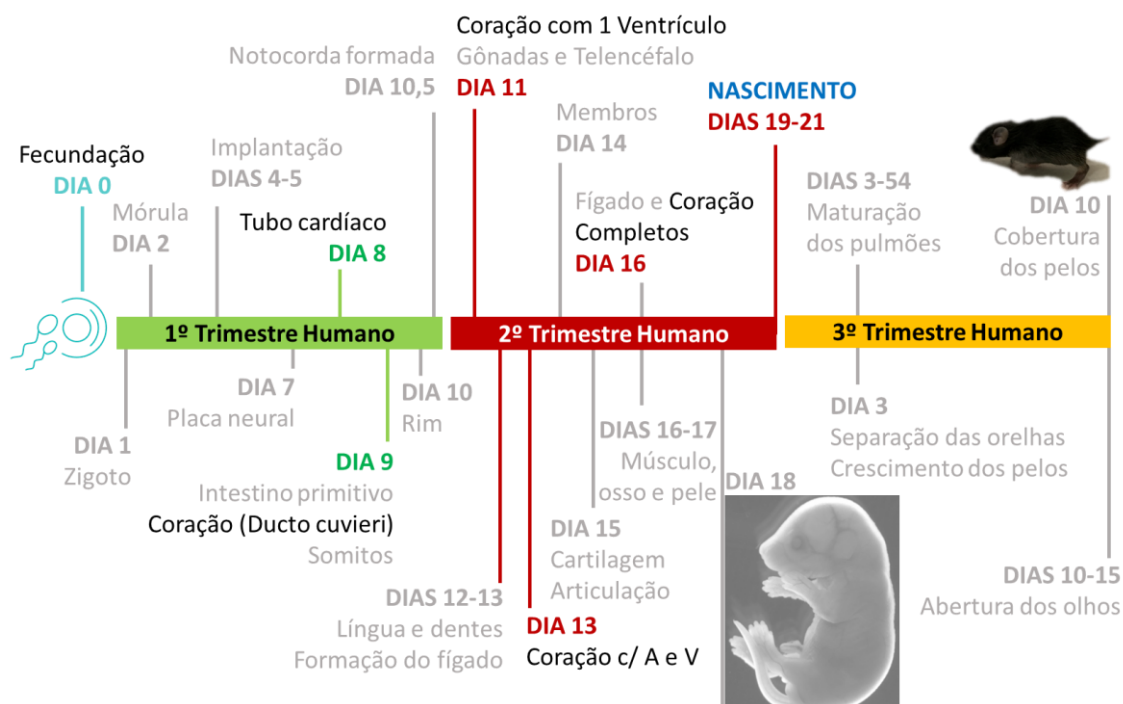 Fecundação
DIA 0
Mórula
DIA 2
Implantação
DIAS 4-5
Tubo cardíaco
DIA 8
Notocorda formada
DIA 10,5
Coração com 1 Ventrículo
Gônadas e Telencéfalo
DIA 11
Membros
DIA 14
Fígado e Coração
Completos
DIA 16
NASCIMENTO
DIAS 19-21
DIAS 3-54
Maturação
dos pulmões
DIA 10
Cobertura
dos pelos
1º Trimestre Humano
2º Trimestre Humano
3º Trimestre Humano
DIA 1
Zigoto
DIA 7
Placa neural
DIA 9
Intestino primitivo
Coração (Ducto cuvieri)
Somitos
DIA 10
Rim
DIAS 12-13
Língua e dentes
Formação do fígado
DIA 13
Coração c/ A e V
DIA 15
Cartilagem
Articulação
DIAS 16-17
Músculo,
osso e pele
DIA 18
DIA 3
Separação das orelhas
Crescimento dos pelos
DIAS 10-15
Abertura dos olhos